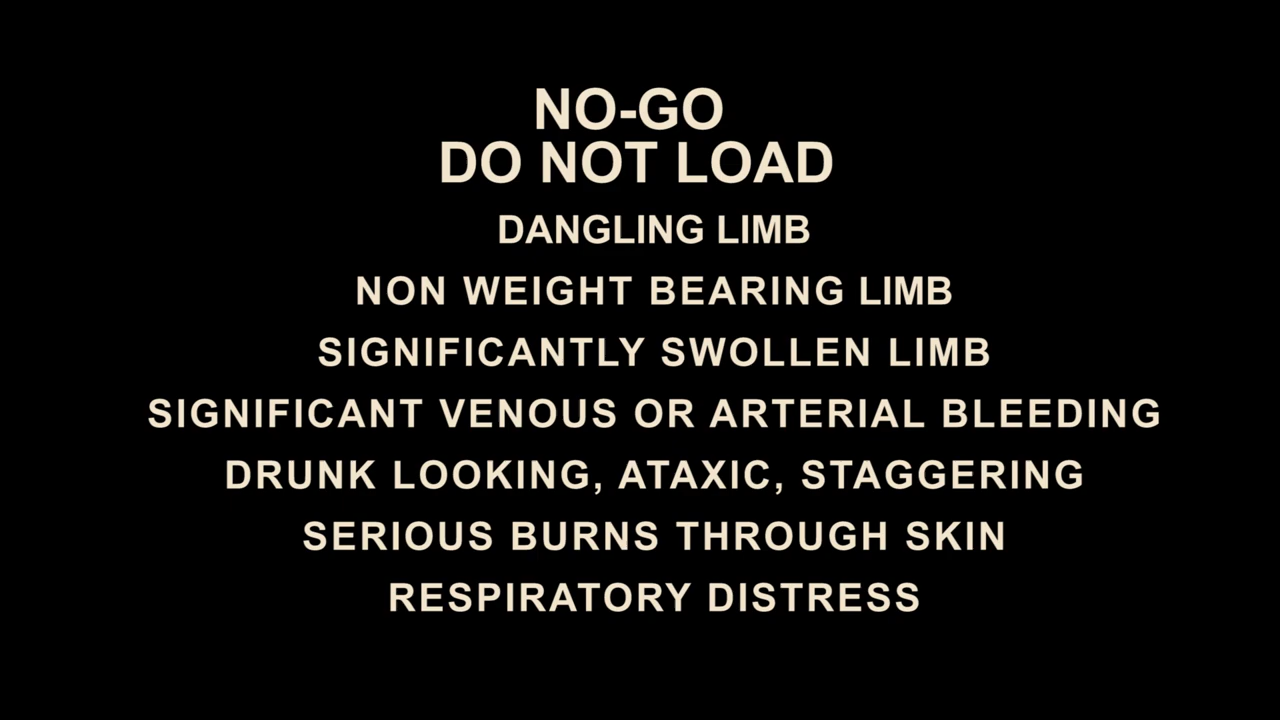 NO-GO
DO NOT LOAD
DANGLING LIMB
NON WEIGHT BEARING LIMB
SIGNIFICANTLY SWOLLEN LIMB
SIGNIFICANT VENOUS OR ARTERIAL BLEEDING
DRUNK LOOKING, ATAXIC, STAGGERING
SERIOUS BURNS THROUGH SKIN
RESPIRATORY DISTRESS